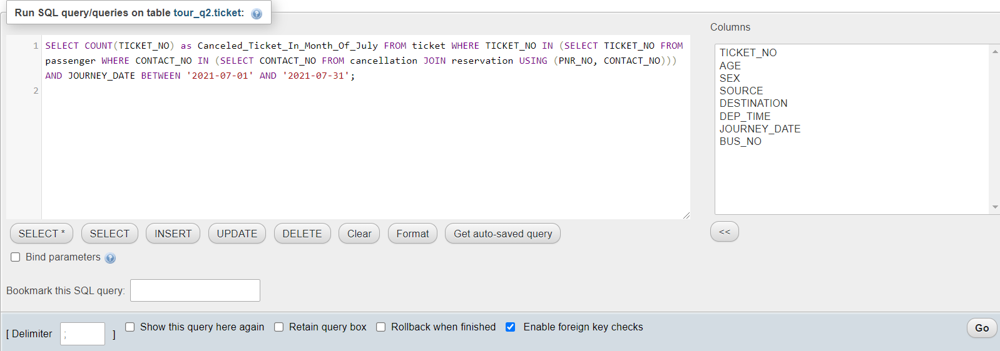 Run SQL query/queries on table tour_q2.ticket:
Columns
1 SELECT COUNT(TICKET_NO) as Canceled_Ticket_In_Month_Of_July FROM ticket WHERE TICKET_NO IN (SELECT TICKET_NO FROM
passenger WHERE CONTACT_NO IN (SELECT CONTACT_NO FROM cancellation JOIN reservation USING (PNR_NO, CONTACT_NO)))
AND JOURNEY_DATE BETWEEN '2021-07-01' AND '2021-07-31';
2
TICKET_NO
AGE
SEX
SOURCE
DESTINATION
DEP_TIME
JOURNEY_DATE
BUS_NO
SELECT * SELECT INSERT UPDATE DELETE Clear Format Get auto-saved query
<<
Bind parameters
Bookmark this SQL query:
[ Delimiter ; ] Show this query here again Retain query box Rollback when finished Enable foreign key checks Go